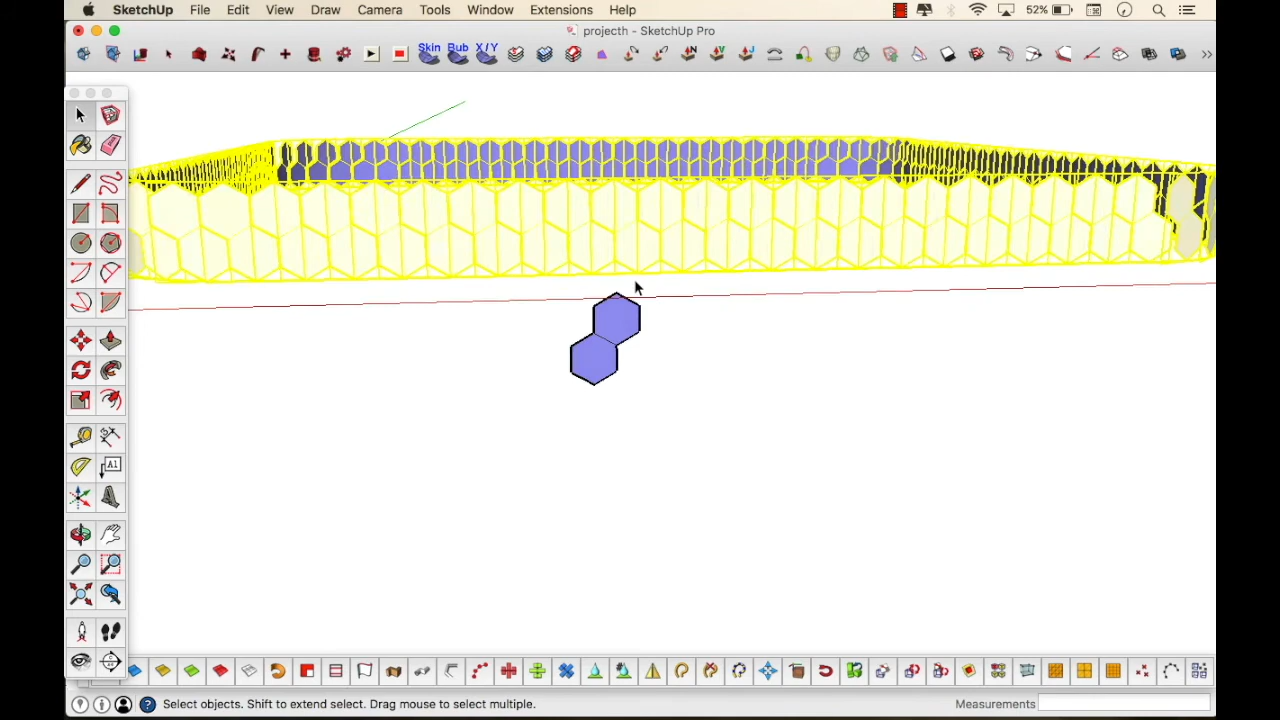 SketchUp File Edit View Draw Camera Tools Window Extensions Help 52%
projecth - SketchUp Pro
Skin Bub X/Y N V J >>
A1
Select objects. Shift to extend select. Drag mouse to select multiple. Measurements